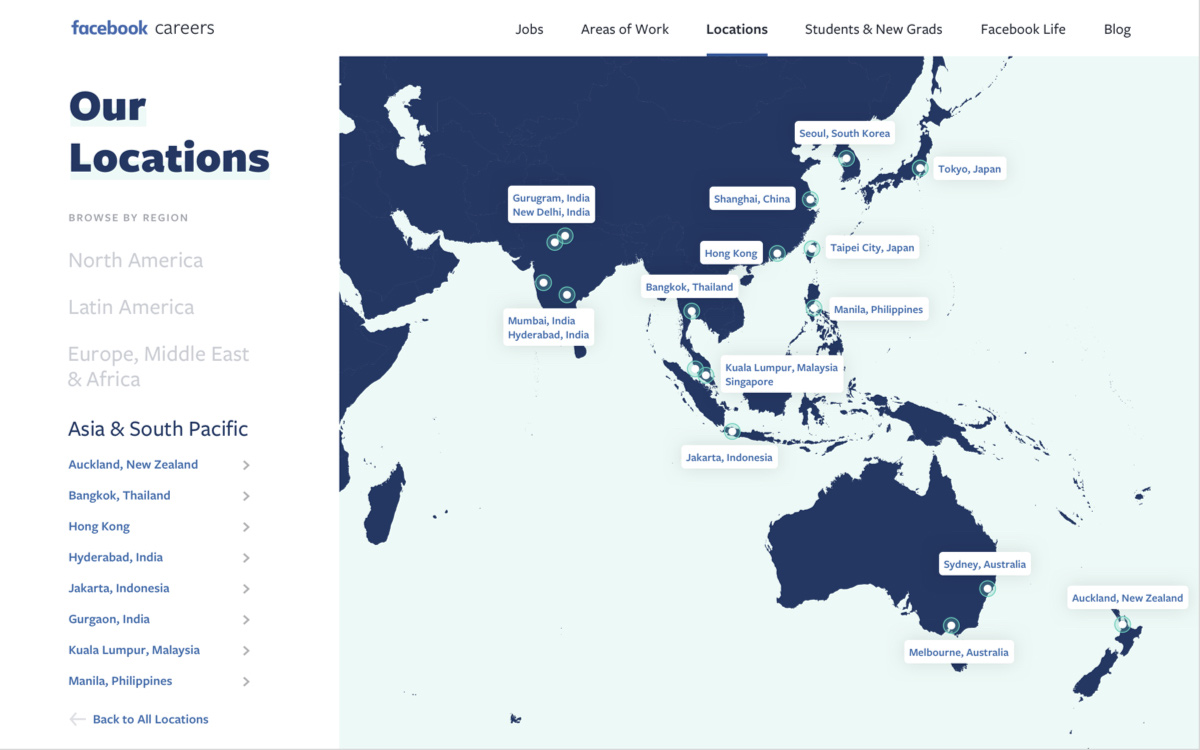 facebook careers
Jobs
Areas of Work
Locations
Students & New Grads
Facebook Life
Blog
Our
Locations
BROWSE BY REGION
North America
Latin America
Europe, Middle East
& Africa
Asia & South Pacific
Auckland, New Zealand
Bangkok, Thailand
Hong Kong
Hyderabad, India
Jakarta, Indonesia
Gurgaon, India
Kuala Lumpur, Malaysia
Manila, Philippines
Back to All Locations
Seoul, South Korea
Tokyo, Japan
Gurugram, India
New Delhi, India
Shanghai, China
Hong Kong
Taipei City, Japan
Bangkok, Thailand
Manila, Philippines
Mumbai, India
Hyderabad, India
Kuala Lumpur, Malaysia
Singapore
Jakarta, Indonesia
Sydney, Australia
Auckland, New Zealand
Melbourne, Australia